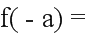 f( - a) =